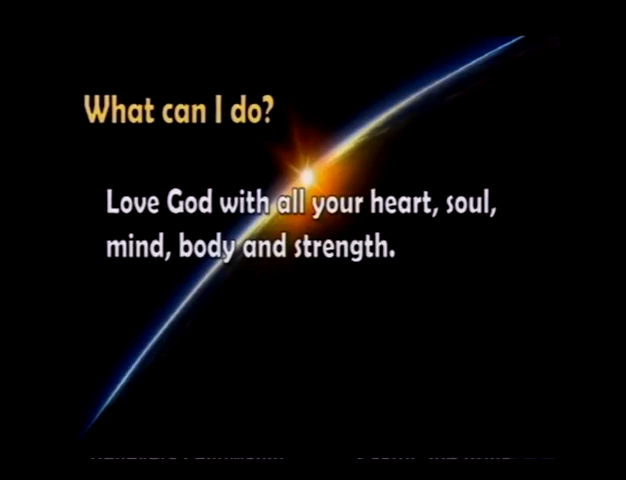 What can I do?
Love God with all your heart, soul,
mind, body and strength.